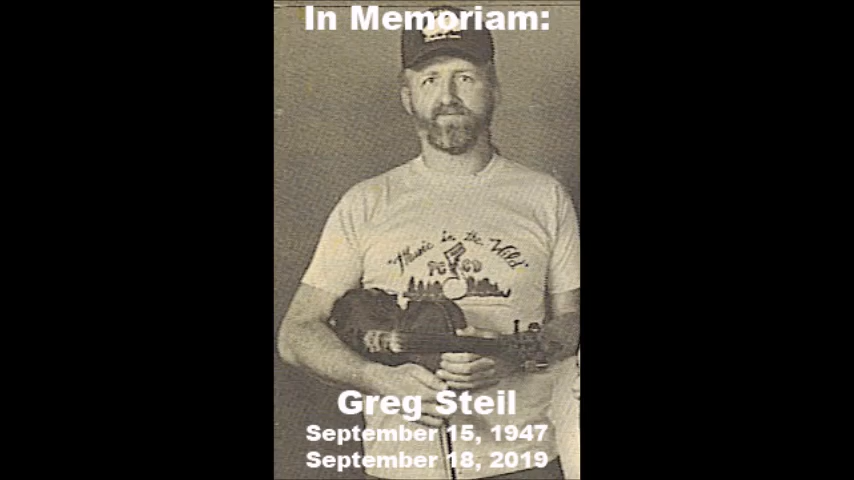 In Memoriam:
"Music in the Wild"
Greg Steil
September 15, 1947
September 18, 2019